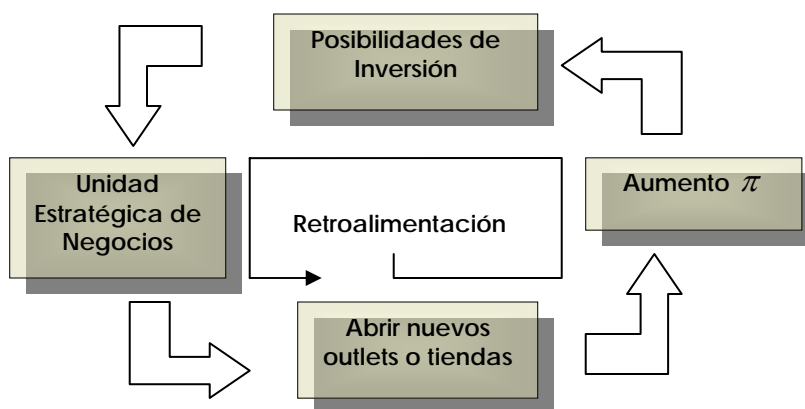 Posibilidades de
Inversión
Unidad
Estratégica de
Negocios
Retroalimentación
Aumento π
Abrir nuevos
outlets o tiendas